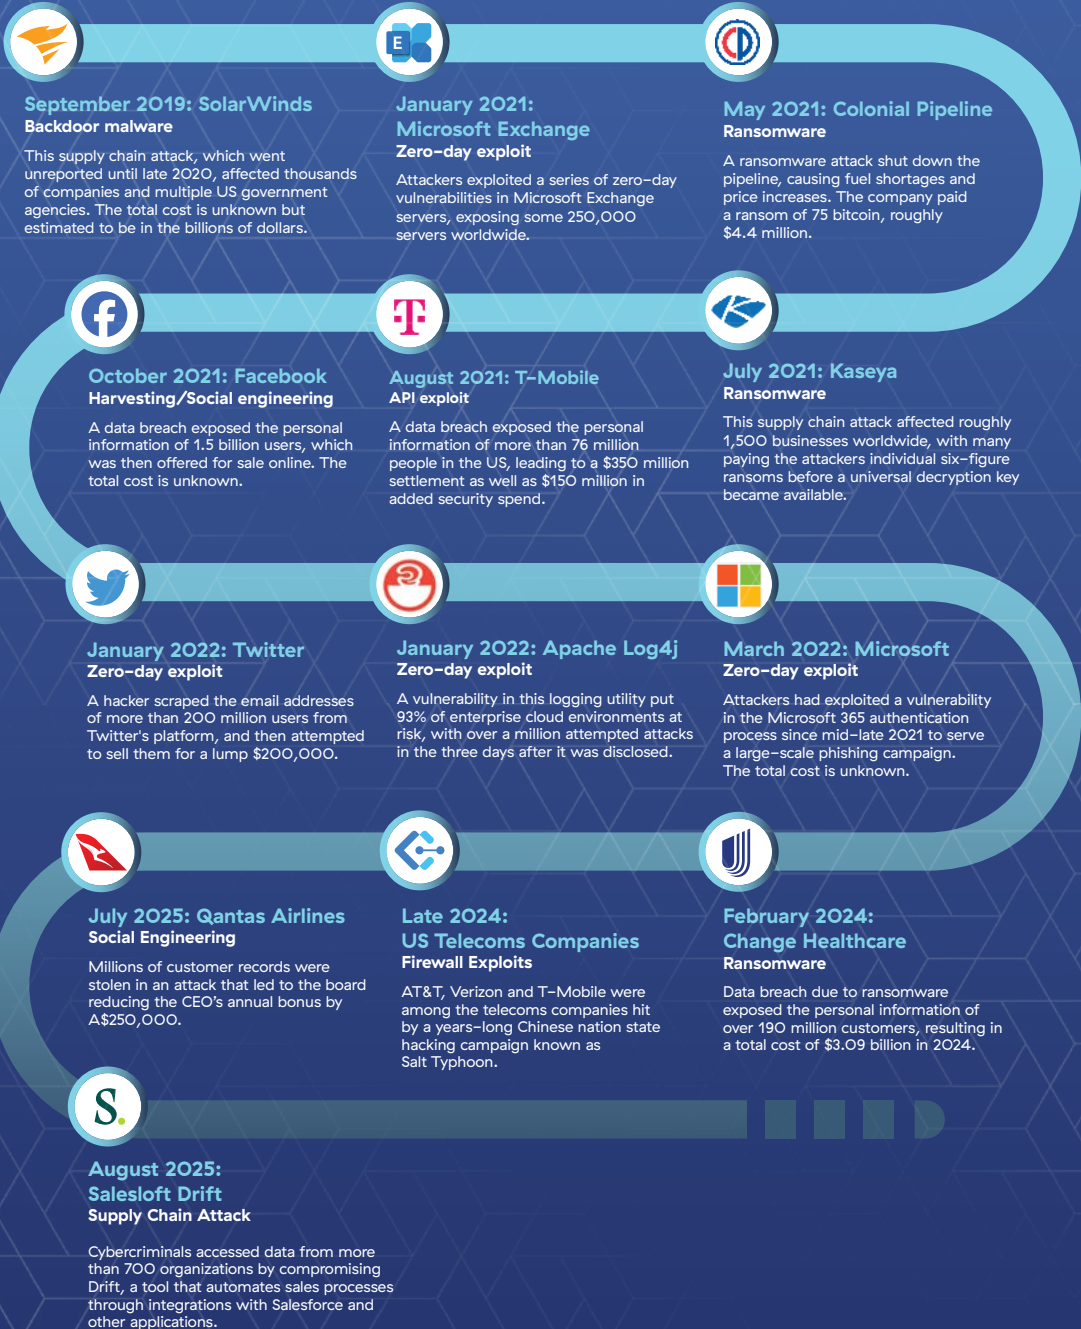 September 2019: SolarWinds
Backdoor malware
This supply chain attack, which went
unreported until late 2020, affected thousands
of companies and multiple US government
agencies. The total cost is unknown but
estimated to be in the billions of dollars.
E
January 2021:
Microsoft Exchange
Zero-day exploit
Attackers exploited a series of zero-day
vulnerabilities in Microsoft Exchange
servers, exposing some 250,000
servers worldwide.
May 2021: Colonial Pipeline
Ransomware
A ransomware attack shut down the
pipeline, causing fuel shortages and
price increases. The company paid
a ransom of 75 bitcoin, roughly
$4.4 million.
July 2021: Kaseya
Ransomware
This supply chain attack affected roughly
1,500 businesses worldwide, with many
paying the attackers individual six-figure
ransoms before a universal decryption key
became available.
T
August 2021: T-Mobile
API exploit
A data breach exposed the personal
information of more than 76 million
people in the US, leading to a $350 million
settlement as well as $150 million in
added security spend.
f
October 2021: Facebook
Harvesting/Social engineering
A data breach exposed the personal
information of 1.5 billion users, which
was then offered for sale online. The
total cost is unknown.
January 2022: Twitter
Zero-day exploit
A hacker scraped the email addresses
of more than 200 million users from
Twitter's platform, and then attempted
to sell them for a lump $200,000.
January 2022: Apache Log4j
Zero-day exploit
A vulnerability in this logging utility put
93% of enterprise cloud environments at
risk, with over a million attempted attacks
in the three days after it was disclosed.
March 2022: Microsoft
Zero-day exploit
Attackers had exploited a vulnerability
in the Microsoft 365 authentication
process since mid-late 2021 to serve
a large-scale phishing campaign.
The total cost is unknown.
February 2024:
Change Healthcare
Ransomware
Data breach due to ransomware
exposed the personal information of
over 190 million customers, resulting in
a total cost of $3.09 billion in 2024.
Late 2024:
US Telecoms Companies
Firewall Exploits
AT&T, Verizon and T-Mobile were
among the telecoms companies hit
by a years-long Chinese nation state
hacking campaign known as
Salt Typhoon.
July 2025: Qantas Airlines
Social Engineering
Millions of customer records were
stolen in an attack that led to the board
reducing the CEO's annual bonus by
A$250,000.
S.
August 2025:
Salesloft Drift
Supply Chain Attack
Cybercriminals accessed data from more
than 700 organizations by compromising
Drift, a tool that automates sales processes
through integrations with Salesforce and
other applications.